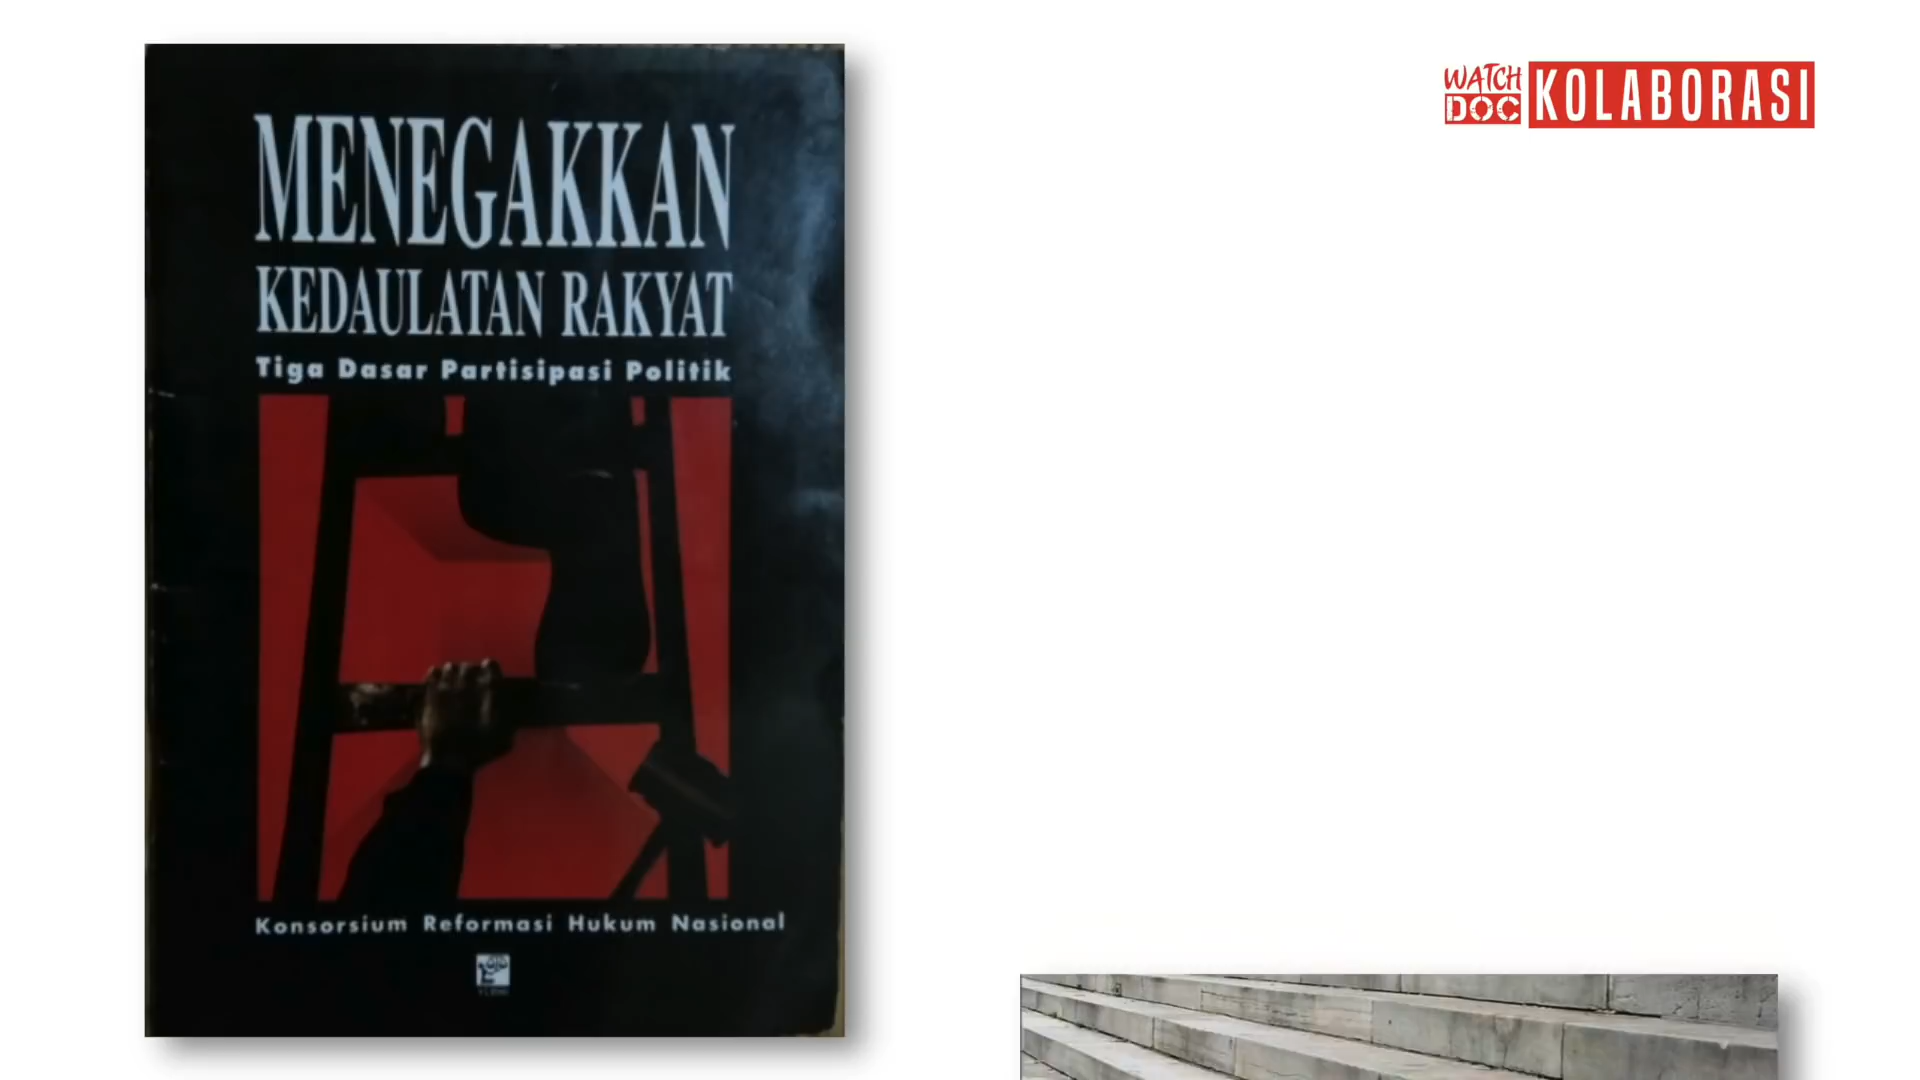 MENEGAKKAN
KEDAULATAN RAKYAT
Tiga Dasar Partisipasi Politik
Konsorsium Reformasi Hukum Nasional
WATCH
DOC
KOLABORASI